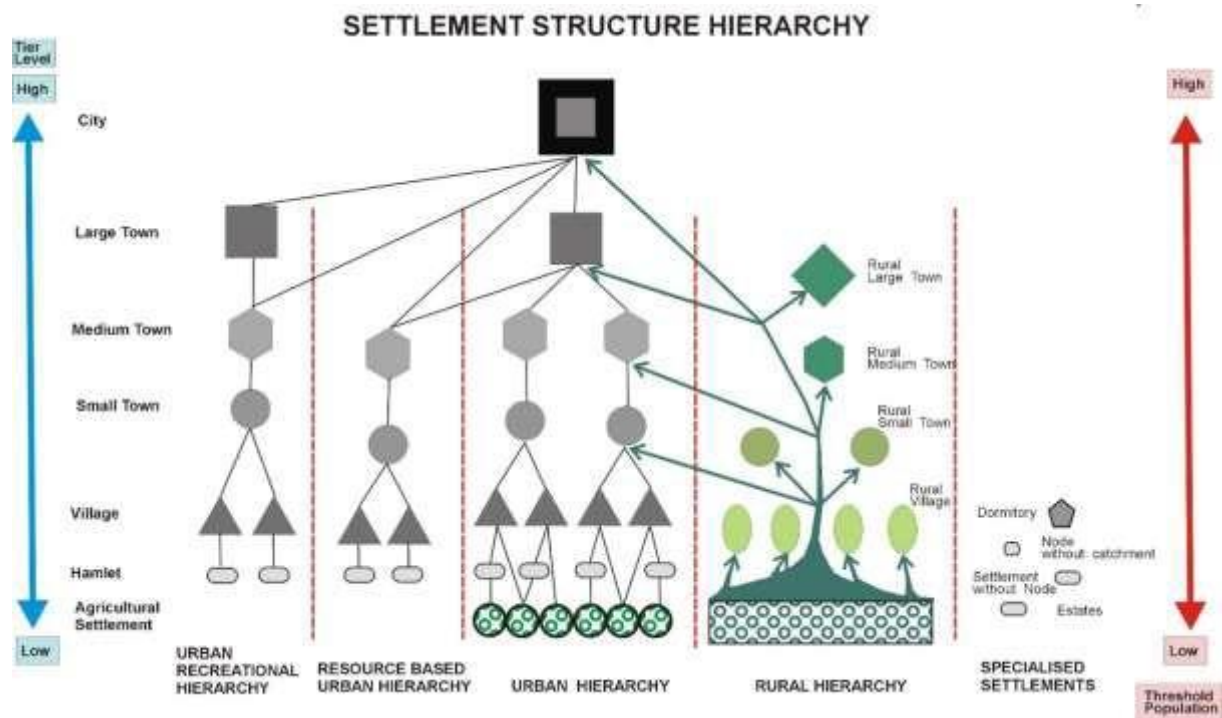 SETTLEMENT STRUCTURE HIERARCHY
Tier
Level
High
High
City
Large Town
Rural
Large Town
Medium Town
Rural
Medium Town
Small Town
Rural
Small Town
Rural
Village
Village
Dormitory
Node
without catchment
Hamlet
Settlement
without Node
Agricultural
Settlement
Estates
Low
Low
URBAN
RECREATIONAL
HIERARCHY
RESOURCE BASED
URBAN HIERARCHY
URBAN HIERARCHY
RURAL HIERARCHY
SPECIALISED
SETTLEMENTS
Threshold
Population